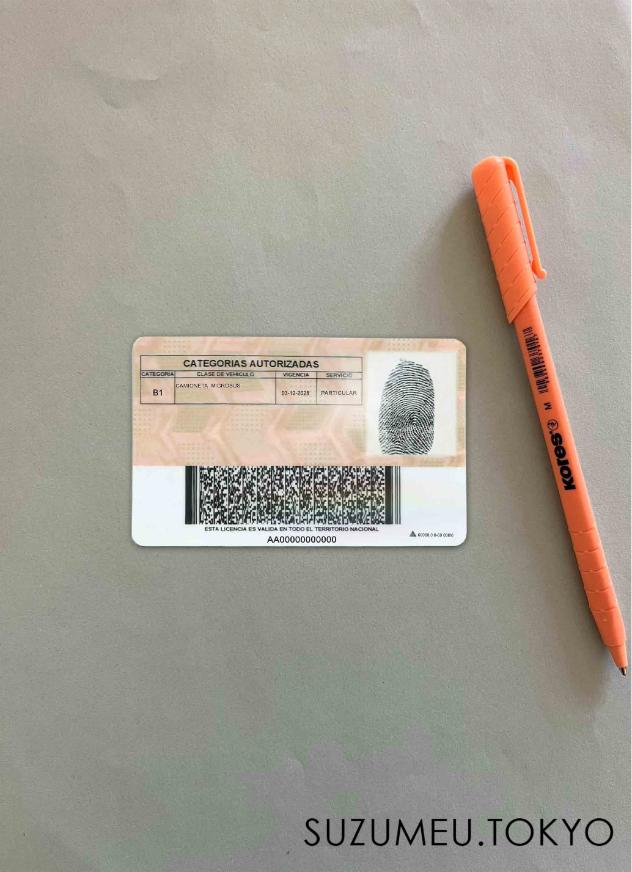 CATEGORIAS AUTORIZADAS
CATEGORIA CLASE DE VEHICULO VIGENCIA SERVICIO
B1 CAMIONETA MICROBUS 03-12-2028 PARTICULAR
ESTA LICENCIA ES VALIDA EN TODO EL TERRITORIO NACIONAL
AA00000000000
M Kores
SUZUMEU.TOKYO